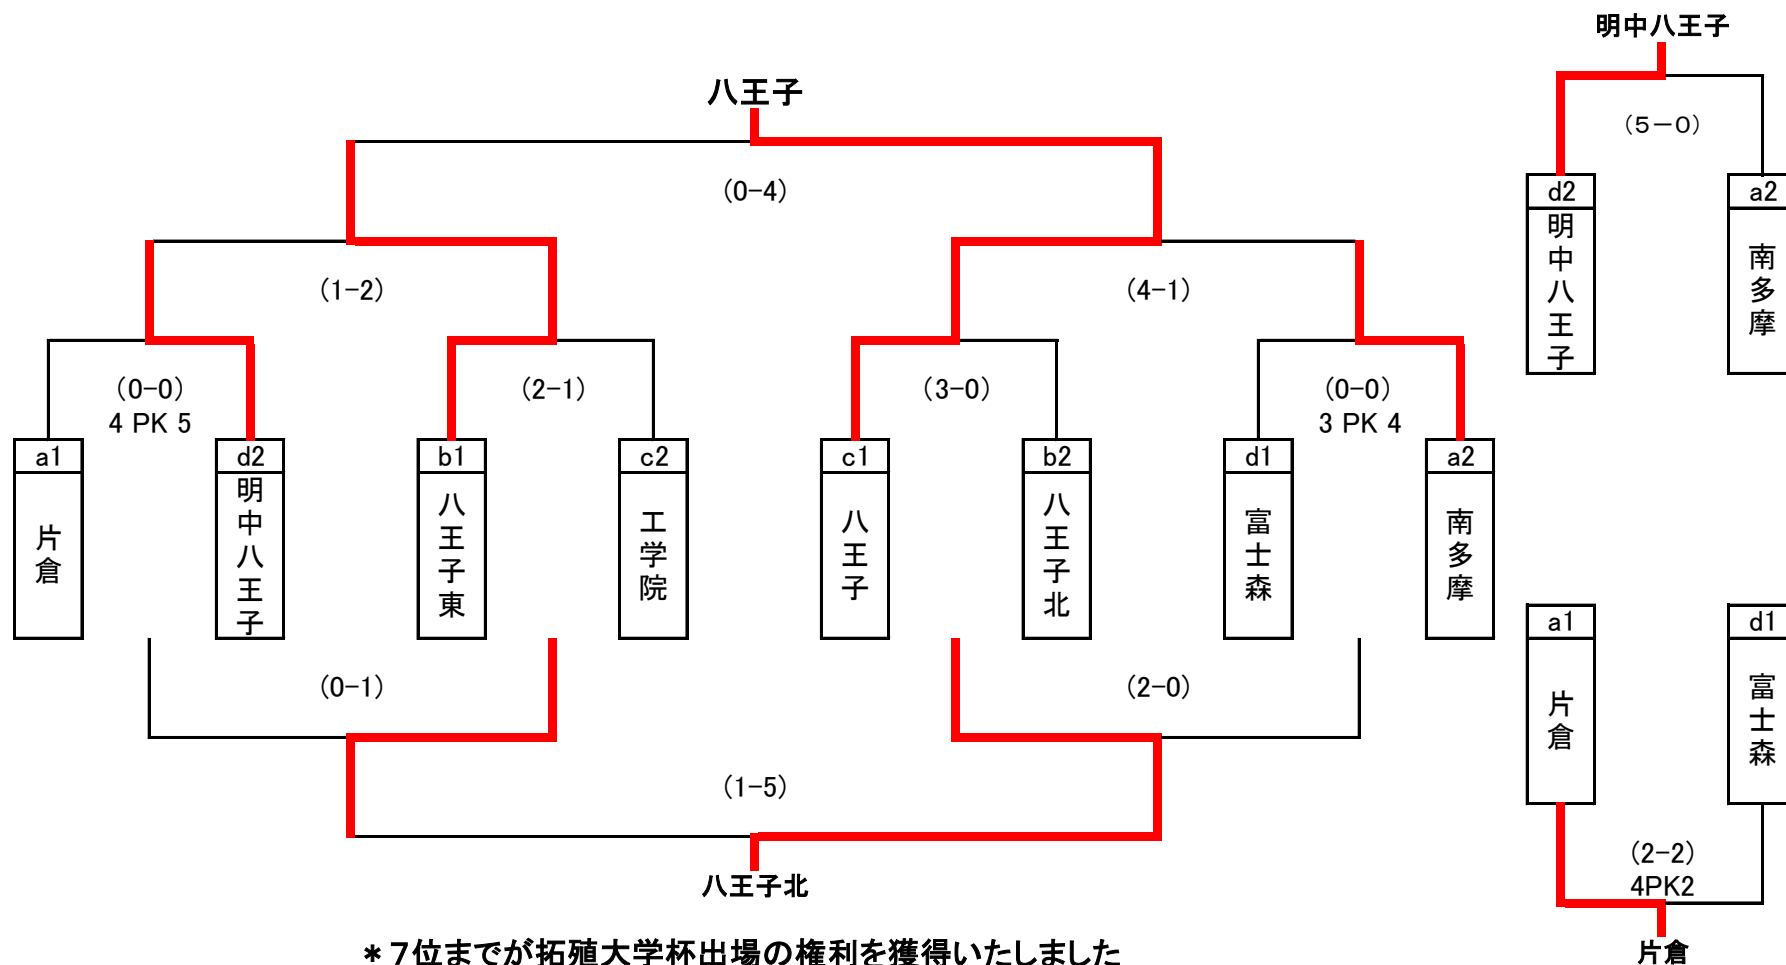 明中八王子
八王子
(5－0)
(0-4)
d2
a2
明中八王子
南多摩
(1-2)
(4-1)
(0-0)
4 PK 5
(2-1)
(3-0)
(0-0)
3 PK 4
a1
d2
b1
c2
c1
b2
d1
a2
片倉
明中八王子
八王子東
工学院
八王子
八王子北
富士森
南多摩
a1
d1
片倉
富士森
(0-1)
(2-0)
(1-5)
(2-2)
4PK2
八王子北
片倉
＊7位までが拓殖大学杯出場の権利を獲得いたしました